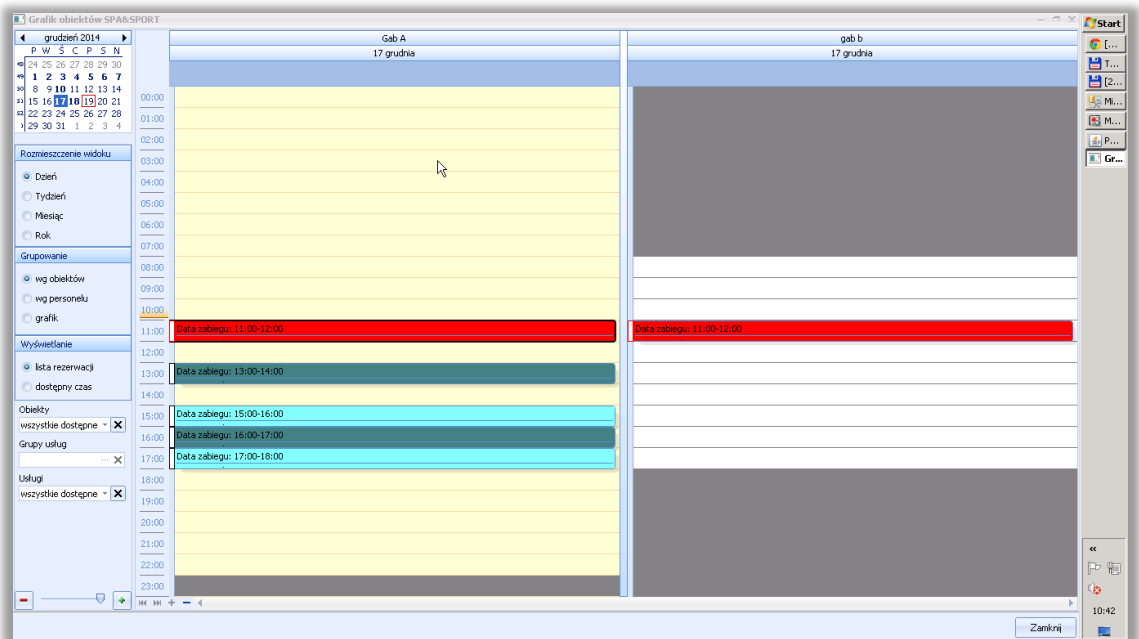 Grafik obiektów SPA&SPORT
grudzień 2014
P W Ś C P S N
49 24 25 26 27 28 29 30
49 1 2 3 4 5 6 7
50 8 9 10 11 12 13 14
51 15 16 17 18 19 20 21
52 22 23 24 25 26 27 28
29 30 31 1 2 3 4
Rozmieszczenie widoku
Dzień
Tydzień
Miesiąc
Rok
Grupowanie
wg obiektów
wg personelu
grafik
Wyświetlanie
lista rezerwacji
dostępny czas
Obiekty
wszystkie dostępne
Grupy usług
...
Usługi
wszystkie dostępne
Gab A
gab b
17 grudnia
17 grudnia
00:00
01:00
02:00
03:00
04:00
05:00
06:00
07:00
08:00
09:00
10:00
11:00
Data zabiegu: 11:00-12:00
Data zabiegu: 11:00-12:00
12:00
13:00
Data zabiegu: 13:00-14:00
14:00
15:00
Data zabiegu: 15:00-16:00
16:00
Data zabiegu: 16:00-17:00
17:00
Data zabiegu: 17:00-18:00
18:00
19:00
20:00
21:00
22:00
23:00
Zamknij
Start
[...
T...
[2...
Mi...
M...
P...
Gr...
10:42